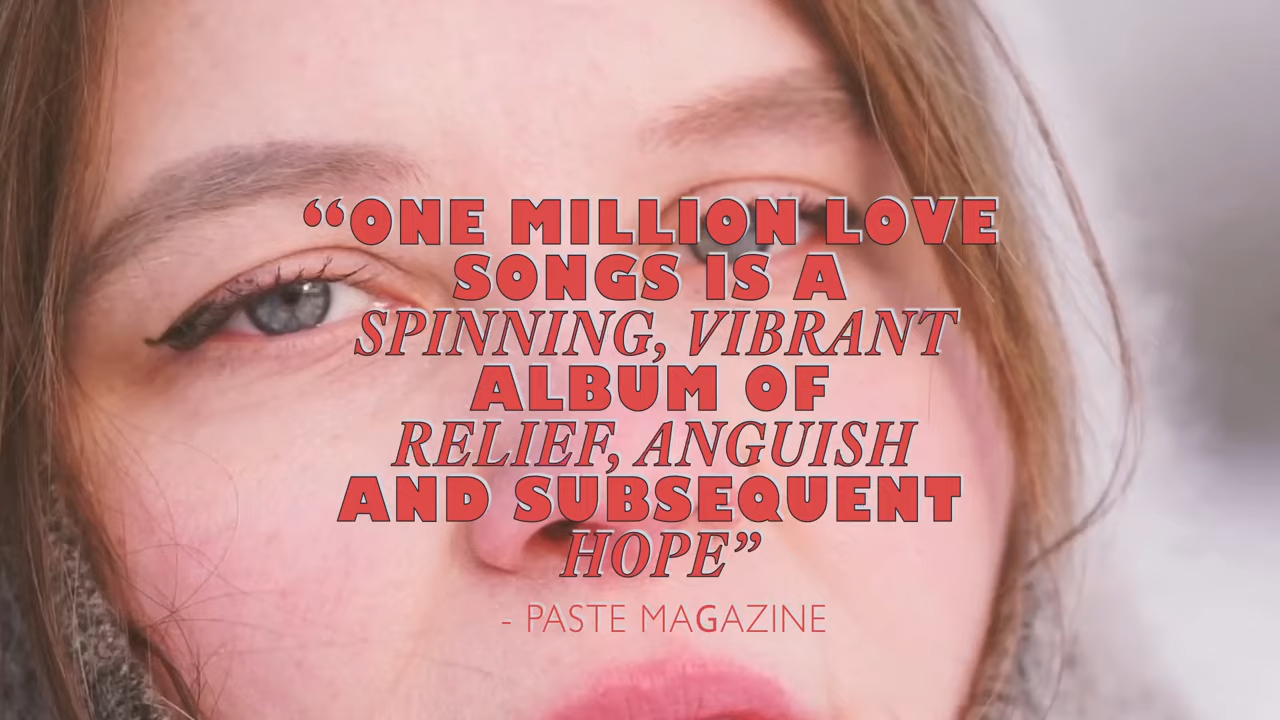 “ONE MILLION LOVE
SONGS IS A
SPINNING, VIBRANT
ALBUM OF
RELIEF, ANGUISH
AND SUBSEQUENT
HOPE”
- PASTE MAGAZINE